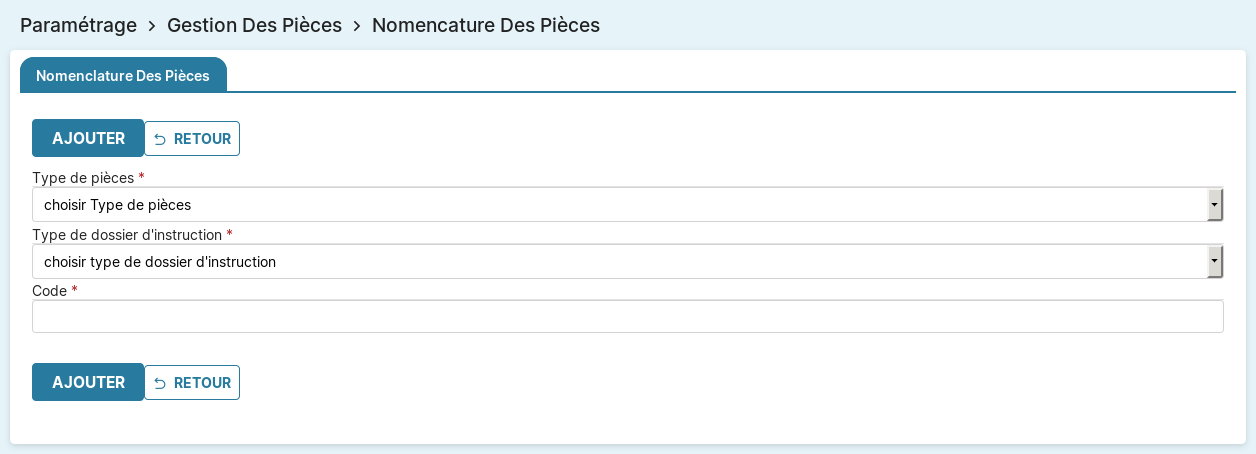 Paramétrage > Gestion Des Pièces > Nomencature Des Pièces
Nomenclature Des Pièces
AJOUTER RETOUR
Type de pièces *
choisir Type de pièces
Type de dossier d'instruction *
choisir type de dossier d'instruction
Code *
AJOUTER RETOUR